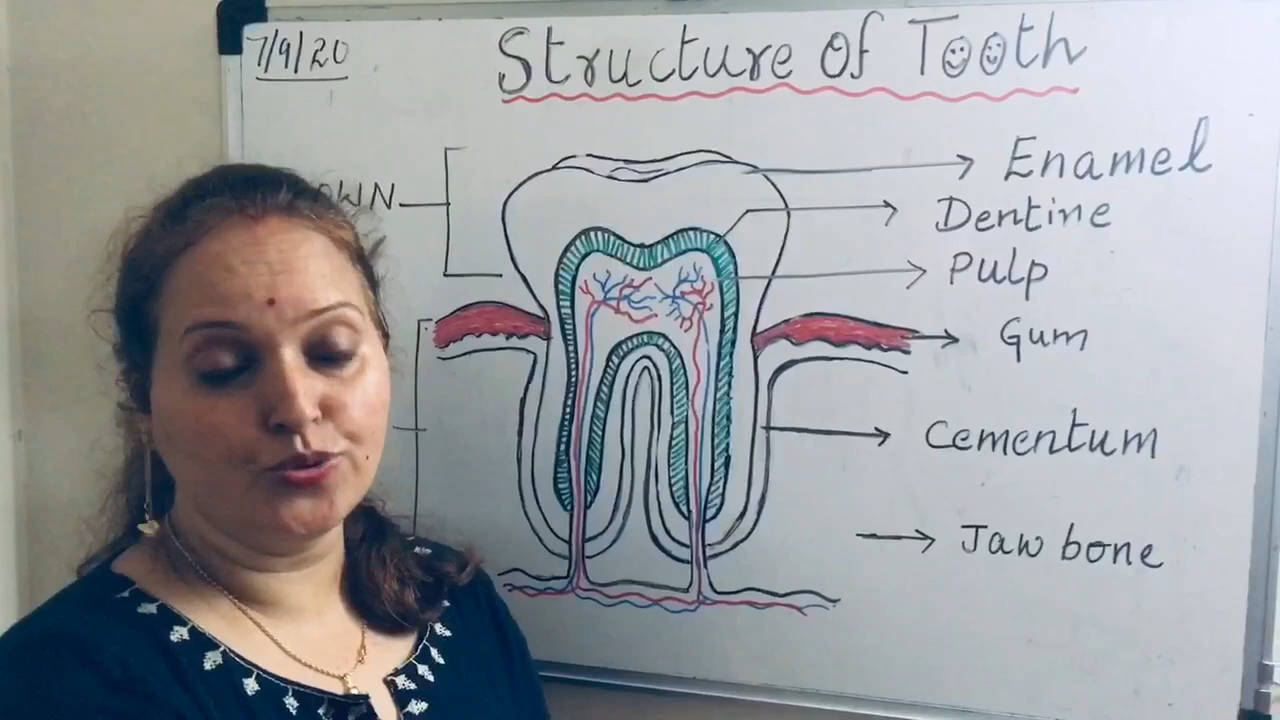 7/9/20
Structure of Tooth
Enamel
Dentine
Pulp
Gum
Cementum
Jaw bone